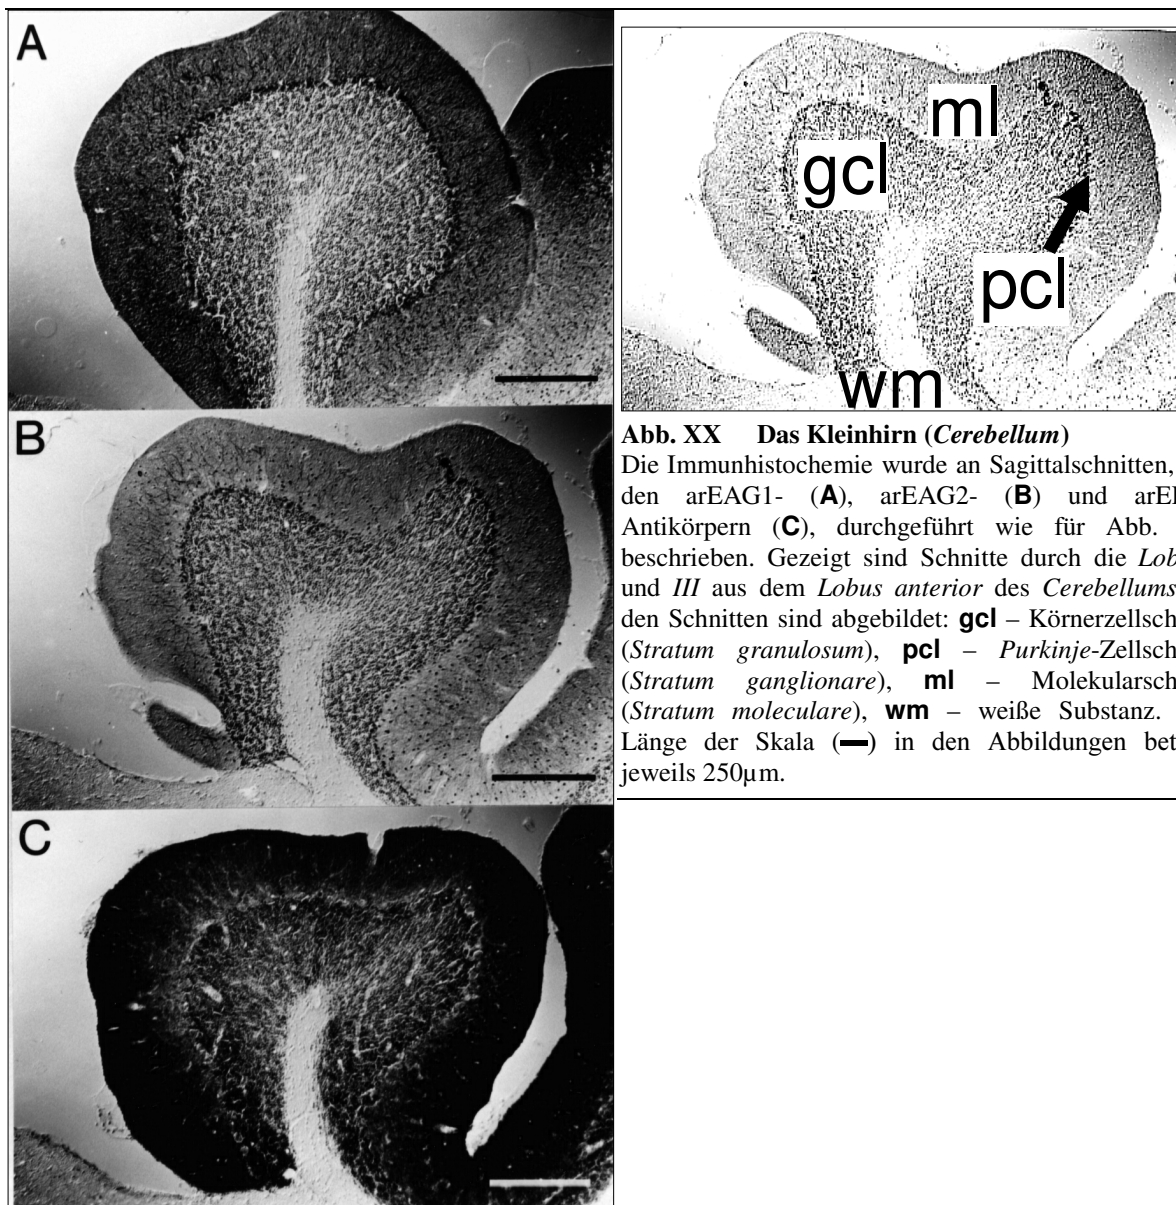 A
B
C
ml
gcl
pcl
wm
Abb. XX Das Kleinhirn (Cerebellum)
Die Immunhistochemie wurde an Sagittalschnitten,
den arEAG1- (A), arEAG2- (B) und
Antikörpern (C), durchgeführt wie für Abb.
beschrieben. Gezeigt sind Schnitte durch die Lob
und III aus dem Lobus anterior des Cerebellums
den Schnitten sind abgebildet: gcl – Körnerzellsch
(Stratum granulosum), pcl – Purkinje-Zellsch
(Stratum ganglionare), ml – Molekularsch
(Stratum moleculare), wm – weiße Substanz.
Länge der Skala (━) in den Abbildungen bet
jeweils 250µm.